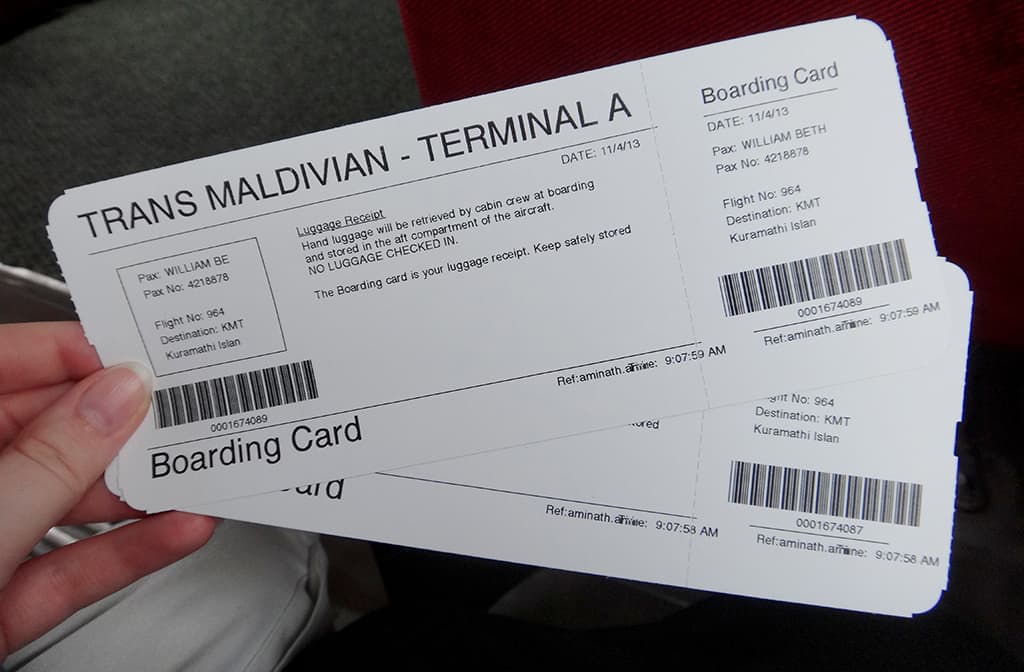 TRANS MALDIVIAN - TERMINAL A
DATE: 11/4/13
Pax: WILLIAM BE
Pax No: 4218878
Flight No: 964
Destination: KMT
Kuramathi Islan
0001674089
Luggage Receipt
Hand luggage will be retrieved by cabin crew at boarding
and stored in the aft compartment of the aircraft.
NO LUGGAGE CHECKED IN.
The Boarding card is your luggage receipt. Keep safely stored
Boarding Card
Ref:aminath.a 9:07:59 AM
Boarding Card
DATE: 11/4/13
Pax: WILLIAM BETH
Pax No: 4218878
Flight No: 964
Destination: KMT
Kuramathi Islan
0001674089
Ref:aminath.a 9:07:59 AM
ored
ard
Ref:aminath.a 9:07:58 AM
No: 964
Destination: KMT
Kuramathi Islan
0001674087
Ref:aminath.a 9:07:58 AM